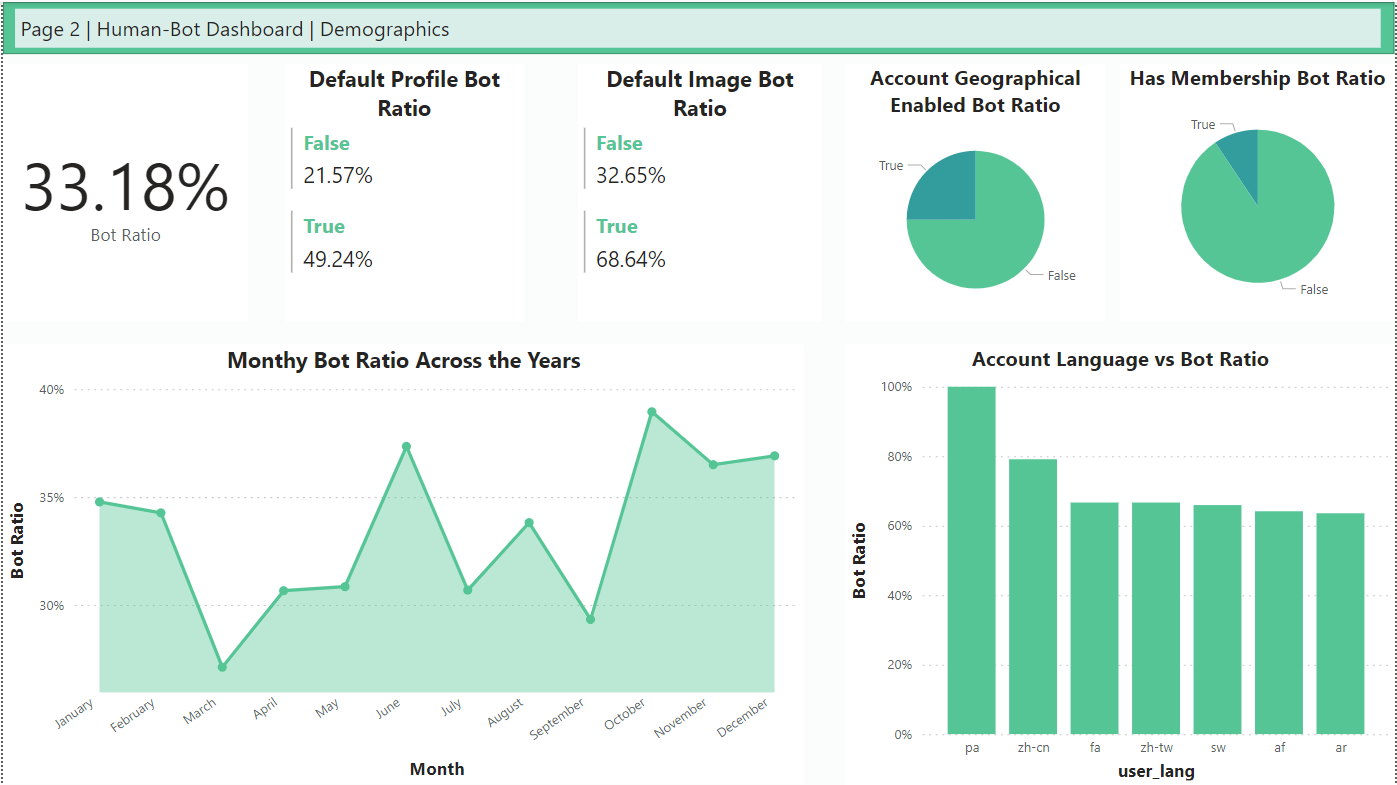 Page 2 | Human-Bot Dashboard | Demographics
33.18%
Bot Ratio
Default Profile Bot
Ratio
False
21.57%
True
49.24%
Default Image Bot
Ratio
False
32.65%
True
68.64%
Account Geographical
Enabled Bot Ratio
True
False
Has Membership Bot Ratio
True
False
Monthy Bot Ratio Across the Years
40%
35%
30%
Bot Ratio
January
February
March
April
May
June
July
August
September
October
November
December
Month
Account Language vs Bot Ratio
100%
80%
60%
40%
20%
0%
Bot Ratio
pa
zh-cn
fa
zh-tw
sw
af
ar
user_lang